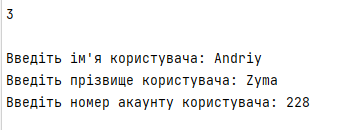 3
Введіть ім'я користувача: Andriy
Введіть прізвище користувача: Zyma
Введіть номер акаунту користувача: 228